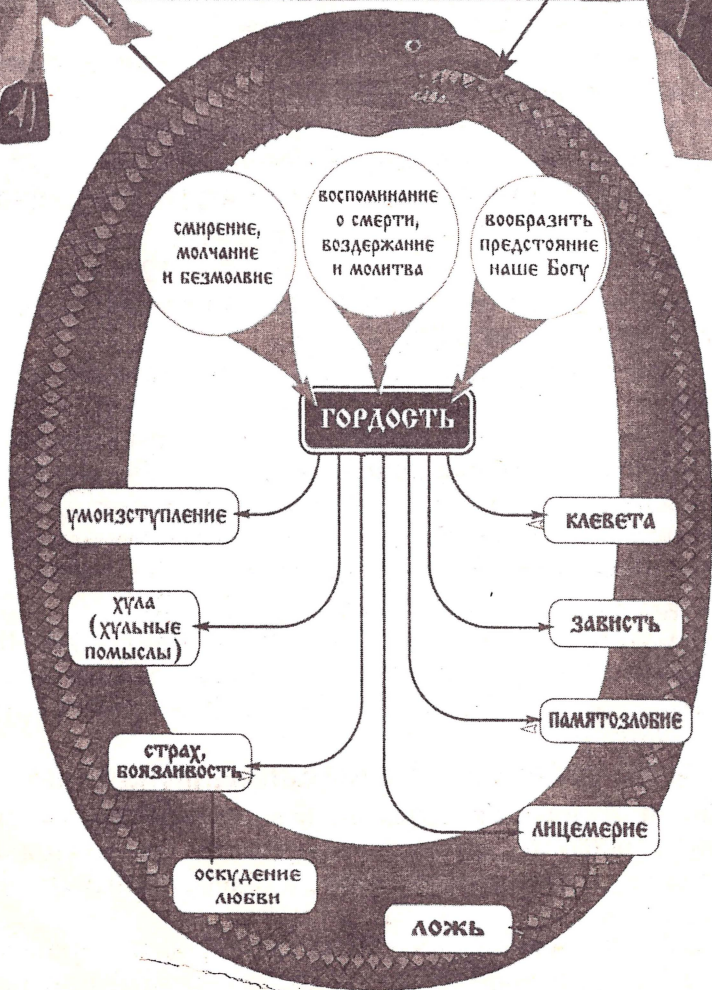 смирение,
молчание
и безмолвие
воспоминание
о смерти,
воздержание
и молитва
вообразить
предстояние
наше Богу
ГОРДОСТЬ
умоизступление
хула
(хульные
помыслы)
страх,
боязливость
оскудение
любви
клевета
зависть
памятозлобие
лицемерие
ложь